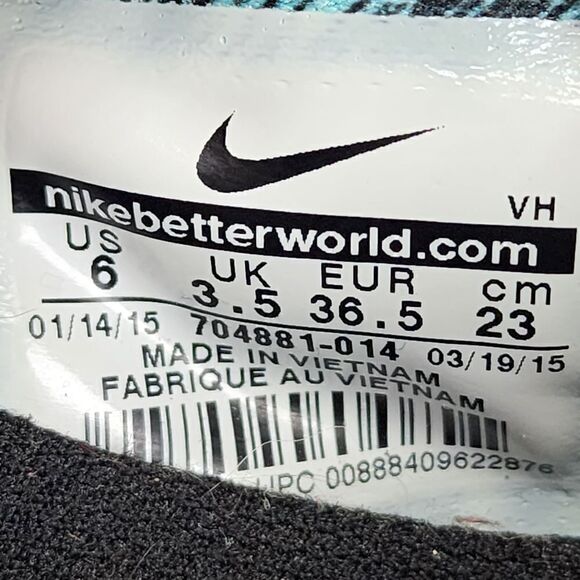 VH
nikebetterworld.com
US UK EUR cm
6 3.5 36.5 23
01/14/15 704881-014 03/19/15
MADE IN VIETNAM
FABRIQUE AU VIETNAM
UPC 00888409622876